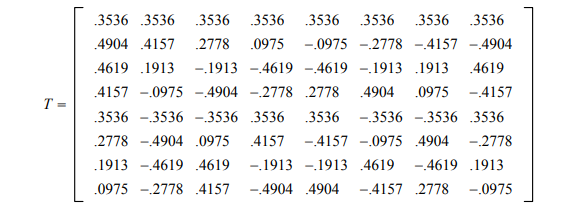 .3536 .3536 .3536 .3536 .3536 .3536 .3536 .3536
.4904 .4157 .2778 .0975 –.0975 –.2778 –.4157 –.4904
.4619 .1913 –.1913 –.4619 –.4619 –.1913 .1913 .4619
T = .4157 –.0975 –.4904 –.2778 .2778 .4904 .0975 –.4157
.3536 –.3536 –.3536 .3536 .3536 –.3536 –.3536 .3536
.2778 –.4904 .0975 .4157 –.4157 –.0975 .4904 –.2778
.1913 –.4619 .4619 –.1913 –.1913 .4619 –.4619 .1913
.0975 –.2778 .4157 –.4904 .4904 –.4157 .2778 –.0975